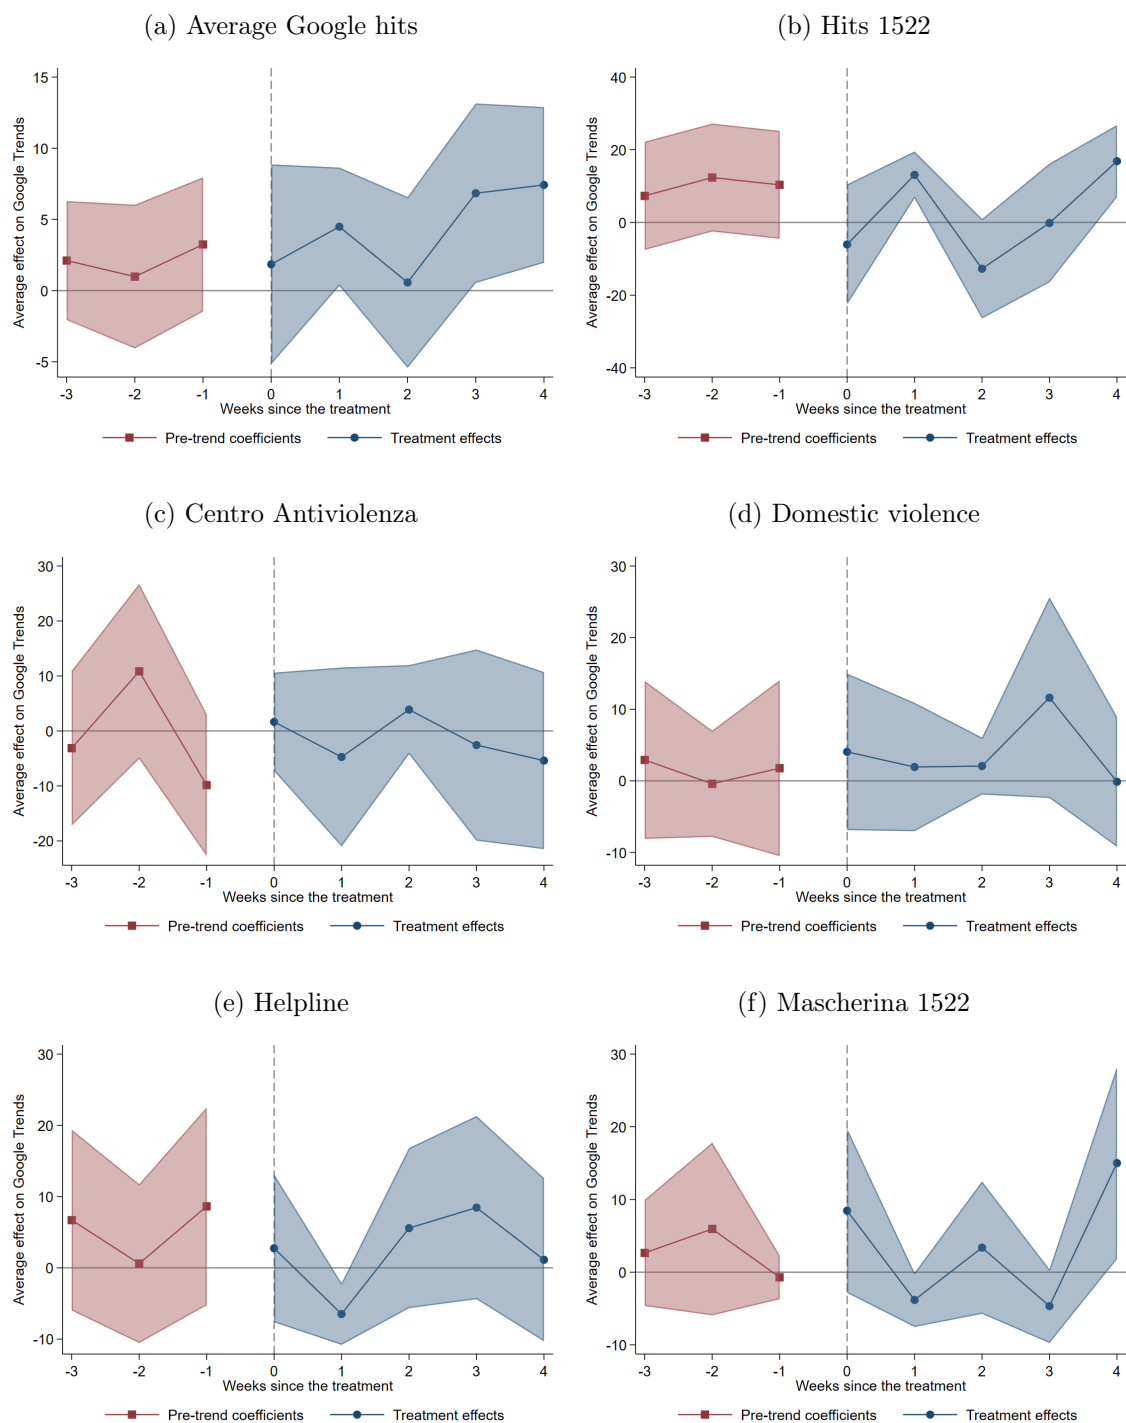 (a) Average Google hits
Average effect on Google Trends
15
10
5
0
-5
-3 -2 -1 0 1 2 3 4
Weeks since the treatment
Pre-trend coefficients Treatment effects
(b) Hits 1522
Average effect on Google Trends
40
20
0
-20
-40
-3 -2 -1 0 1 2 3 4
Weeks since the treatment
Pre-trend coefficients Treatment effects
(c) Centro Antiviolenza
Average effect on Google Trends
30
20
10
0
-10
-20
-3 -2 -1 0 1 2 3 4
Weeks since the treatment
Pre-trend coefficients Treatment effects
(d) Domestic violence
Average effect on Google Trends
30
20
10
0
-10
-3 -2 -1 0 1 2 3 4
Weeks since the treatment
Pre-trend coefficients Treatment effects
(e) Helpline
Average effect on Google Trends
30
20
10
0
-10
-3 -2 -1 0 1 2 3 4
Weeks since the treatment
Pre-trend coefficients Treatment effects
(f) Mascherina 1522
Average effect on Google Trends
30
20
10
0
-10
-3 -2 -1 0 1 2 3 4
Weeks since the treatment
Pre-trend coefficients Treatment effects